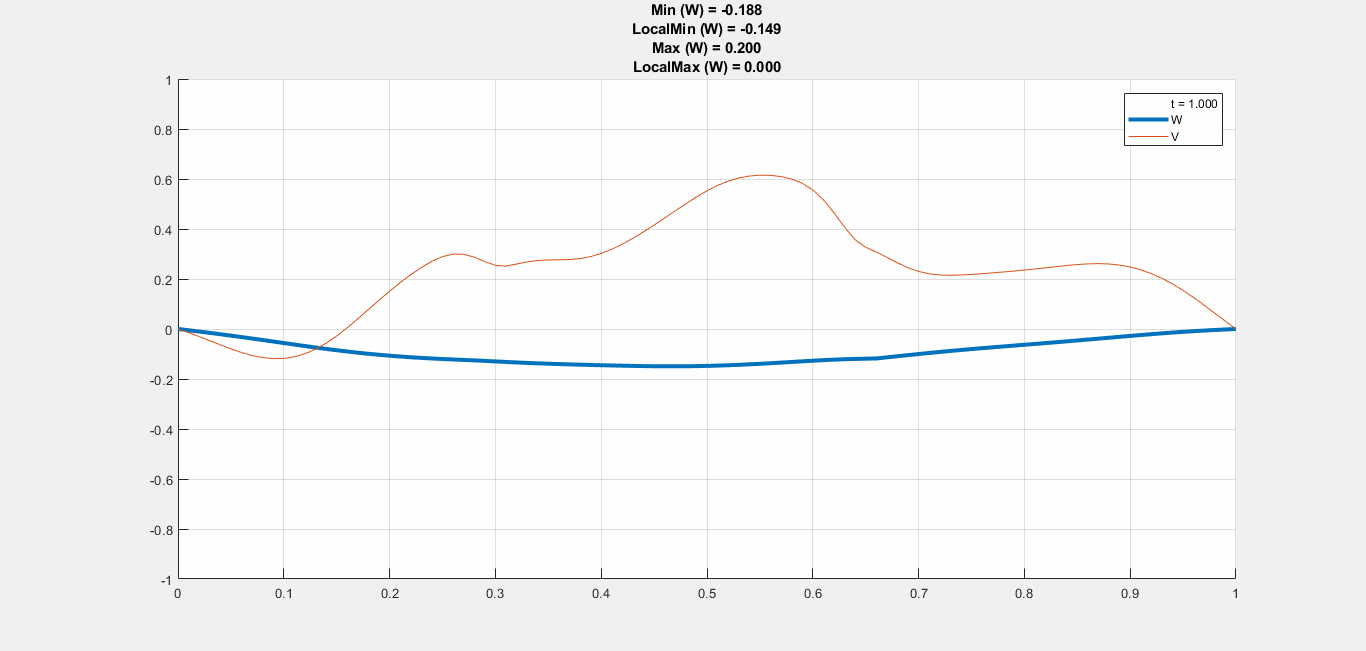 Min (W) = -0.188
LocalMin (W) = -0.149
Max (W) = 0.200
LocalMax (W) = 0.000
t = 1.000
W
V
1
0.8
0.6
0.4
0.2
0
-0.2
-0.4
-0.6
-0.8
-1
0 0.1 0.2 0.3 0.4 0.5 0.6 0.7 0.8 0.9 1